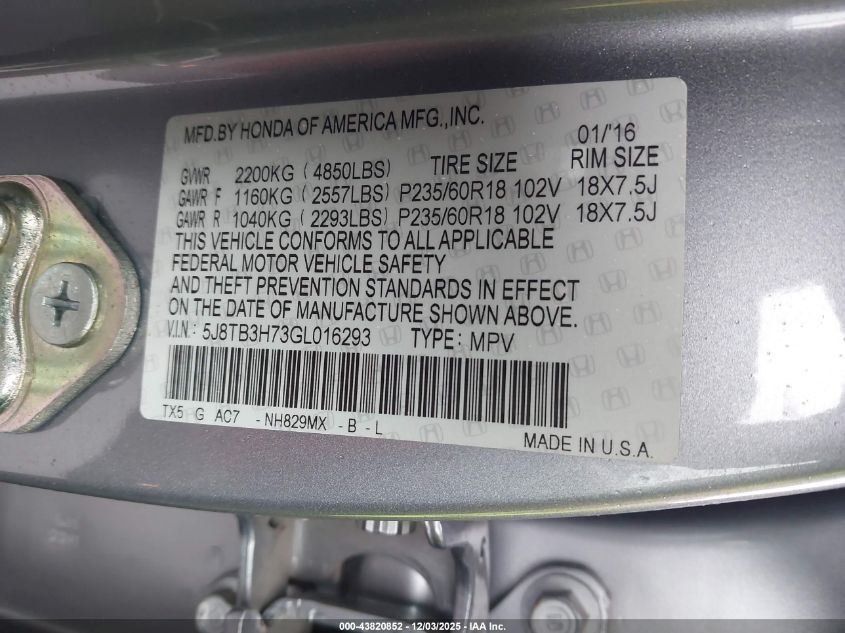 MFD.BY HONDA OF AMERICA MFG.,INC. 01/'16
GVWR 2200KG (4850LBS) TIRE SIZE RIM SIZE
GAWR F 1160KG (2557LBS) P235/60R18 102V 18X7.5J
GAWR R 1040KG (2293LBS) P235/60R18 102V 18X7.5J
THIS VEHICLE CONFORMS TO ALL APPLICABLE
FEDERAL MOTOR VEHICLE SAFETY
AND THEFT PREVENTION STANDARDS IN EFFECT
ON THE DATE OF MANUFACTURE SHOWN ABOVE.
V.I.N.: 5J8TB3H73GL016293 TYPE: MPV
TX5 G AC7 -NH829MX -B -L
MADE IN U.S.A.
000-43820852 - 12/03/2025 - IAA Inc.